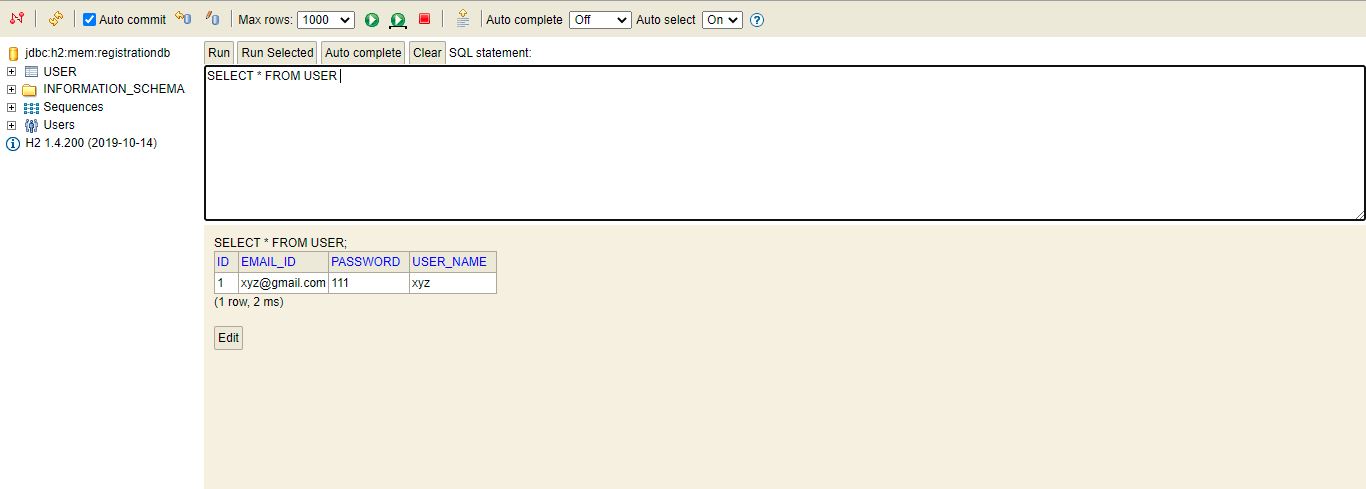 Auto commit Max rows: 1000 Auto complete Off Auto select On ?
jdbc:h2:mem:registrationdb
USER
INFORMATION_SCHEMA
Sequences
Users
H2 1.4.200 (2019-10-14)
Run Run Selected Auto complete Clear SQL statement:
SELECT * FROM USER
SELECT * FROM USER;
ID EMAIL_ID PASSWORD USER_NAME
1 xyz@gmail.com 111 xyz
(1 row, 2 ms)
Edit